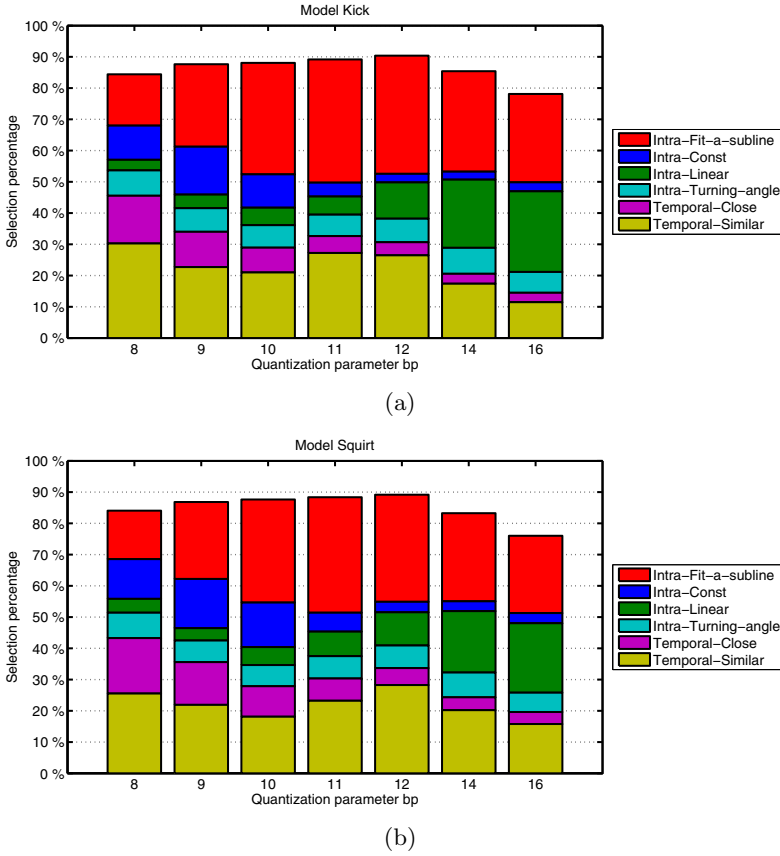 Model Kick
100 %
90 %
80 %
70 %
60 %
50 %
40 %
30 %
20 %
10 %
0 %
Selection percentage
8 9 10 11 12 14 16
Quantization parameter bp
Intra−Fit−a−subline
Intra−Const
Intra−Linear
Intra−Turning−angle
Temporal−Close
Temporal−Similar
(a)
Model Squirt
100 %
90 %
80 %
70 %
60 %
50 %
40 %
30 %
20 %
10 %
0 %
Selection percentage
8 9 10 11 12 14 16
Quantization parameter bp
Intra−Fit−a−subline
Intra−Const
Intra−Linear
Intra−Turning−angle
Temporal−Close
Temporal−Similar
(b)